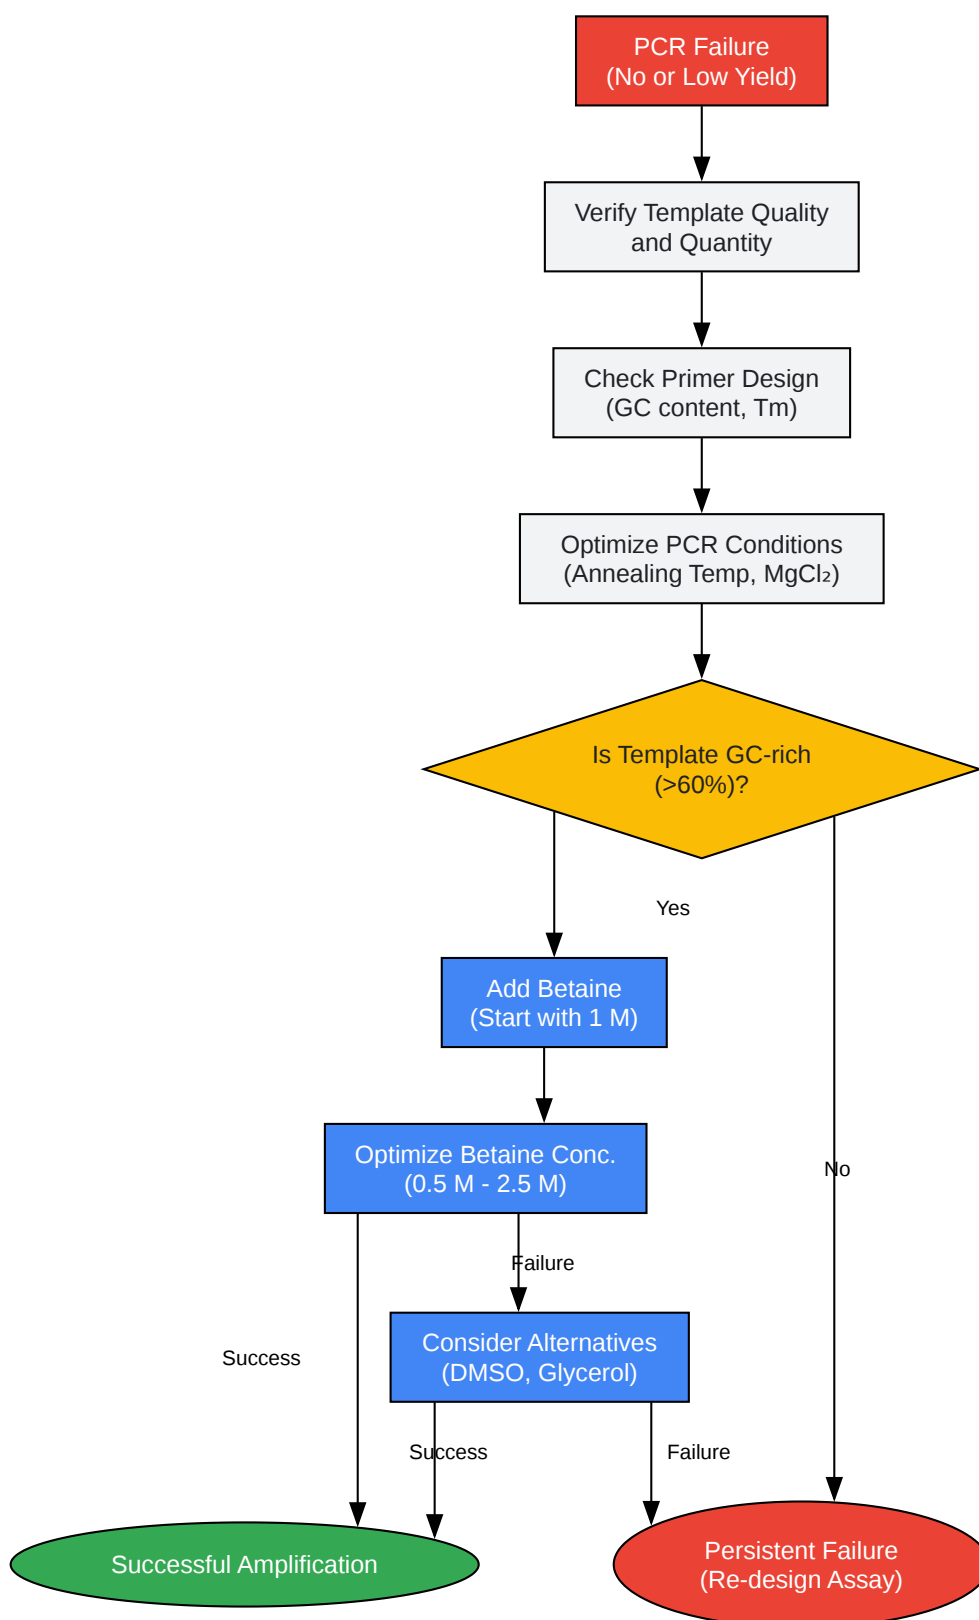 PCR Failure
(No or Low Yield)
Verify Template Quality
and Quantity
Check Primer Design
(GC content, Tm)
Optimize PCR Conditions
(Annealing Temp, MgCl₂)
Is Template GC-rich
(>60%)?
Yes
Add Betaine
(Start with 1 M)
Optimize Betaine Conc.
(0.5 M - 2.5 M)
No
Failure
Consider Alternatives
(DMSO, Glycerol)
Success
Success
Failure
Successful Amplification
Persistent Failure
(Re-design Assay)